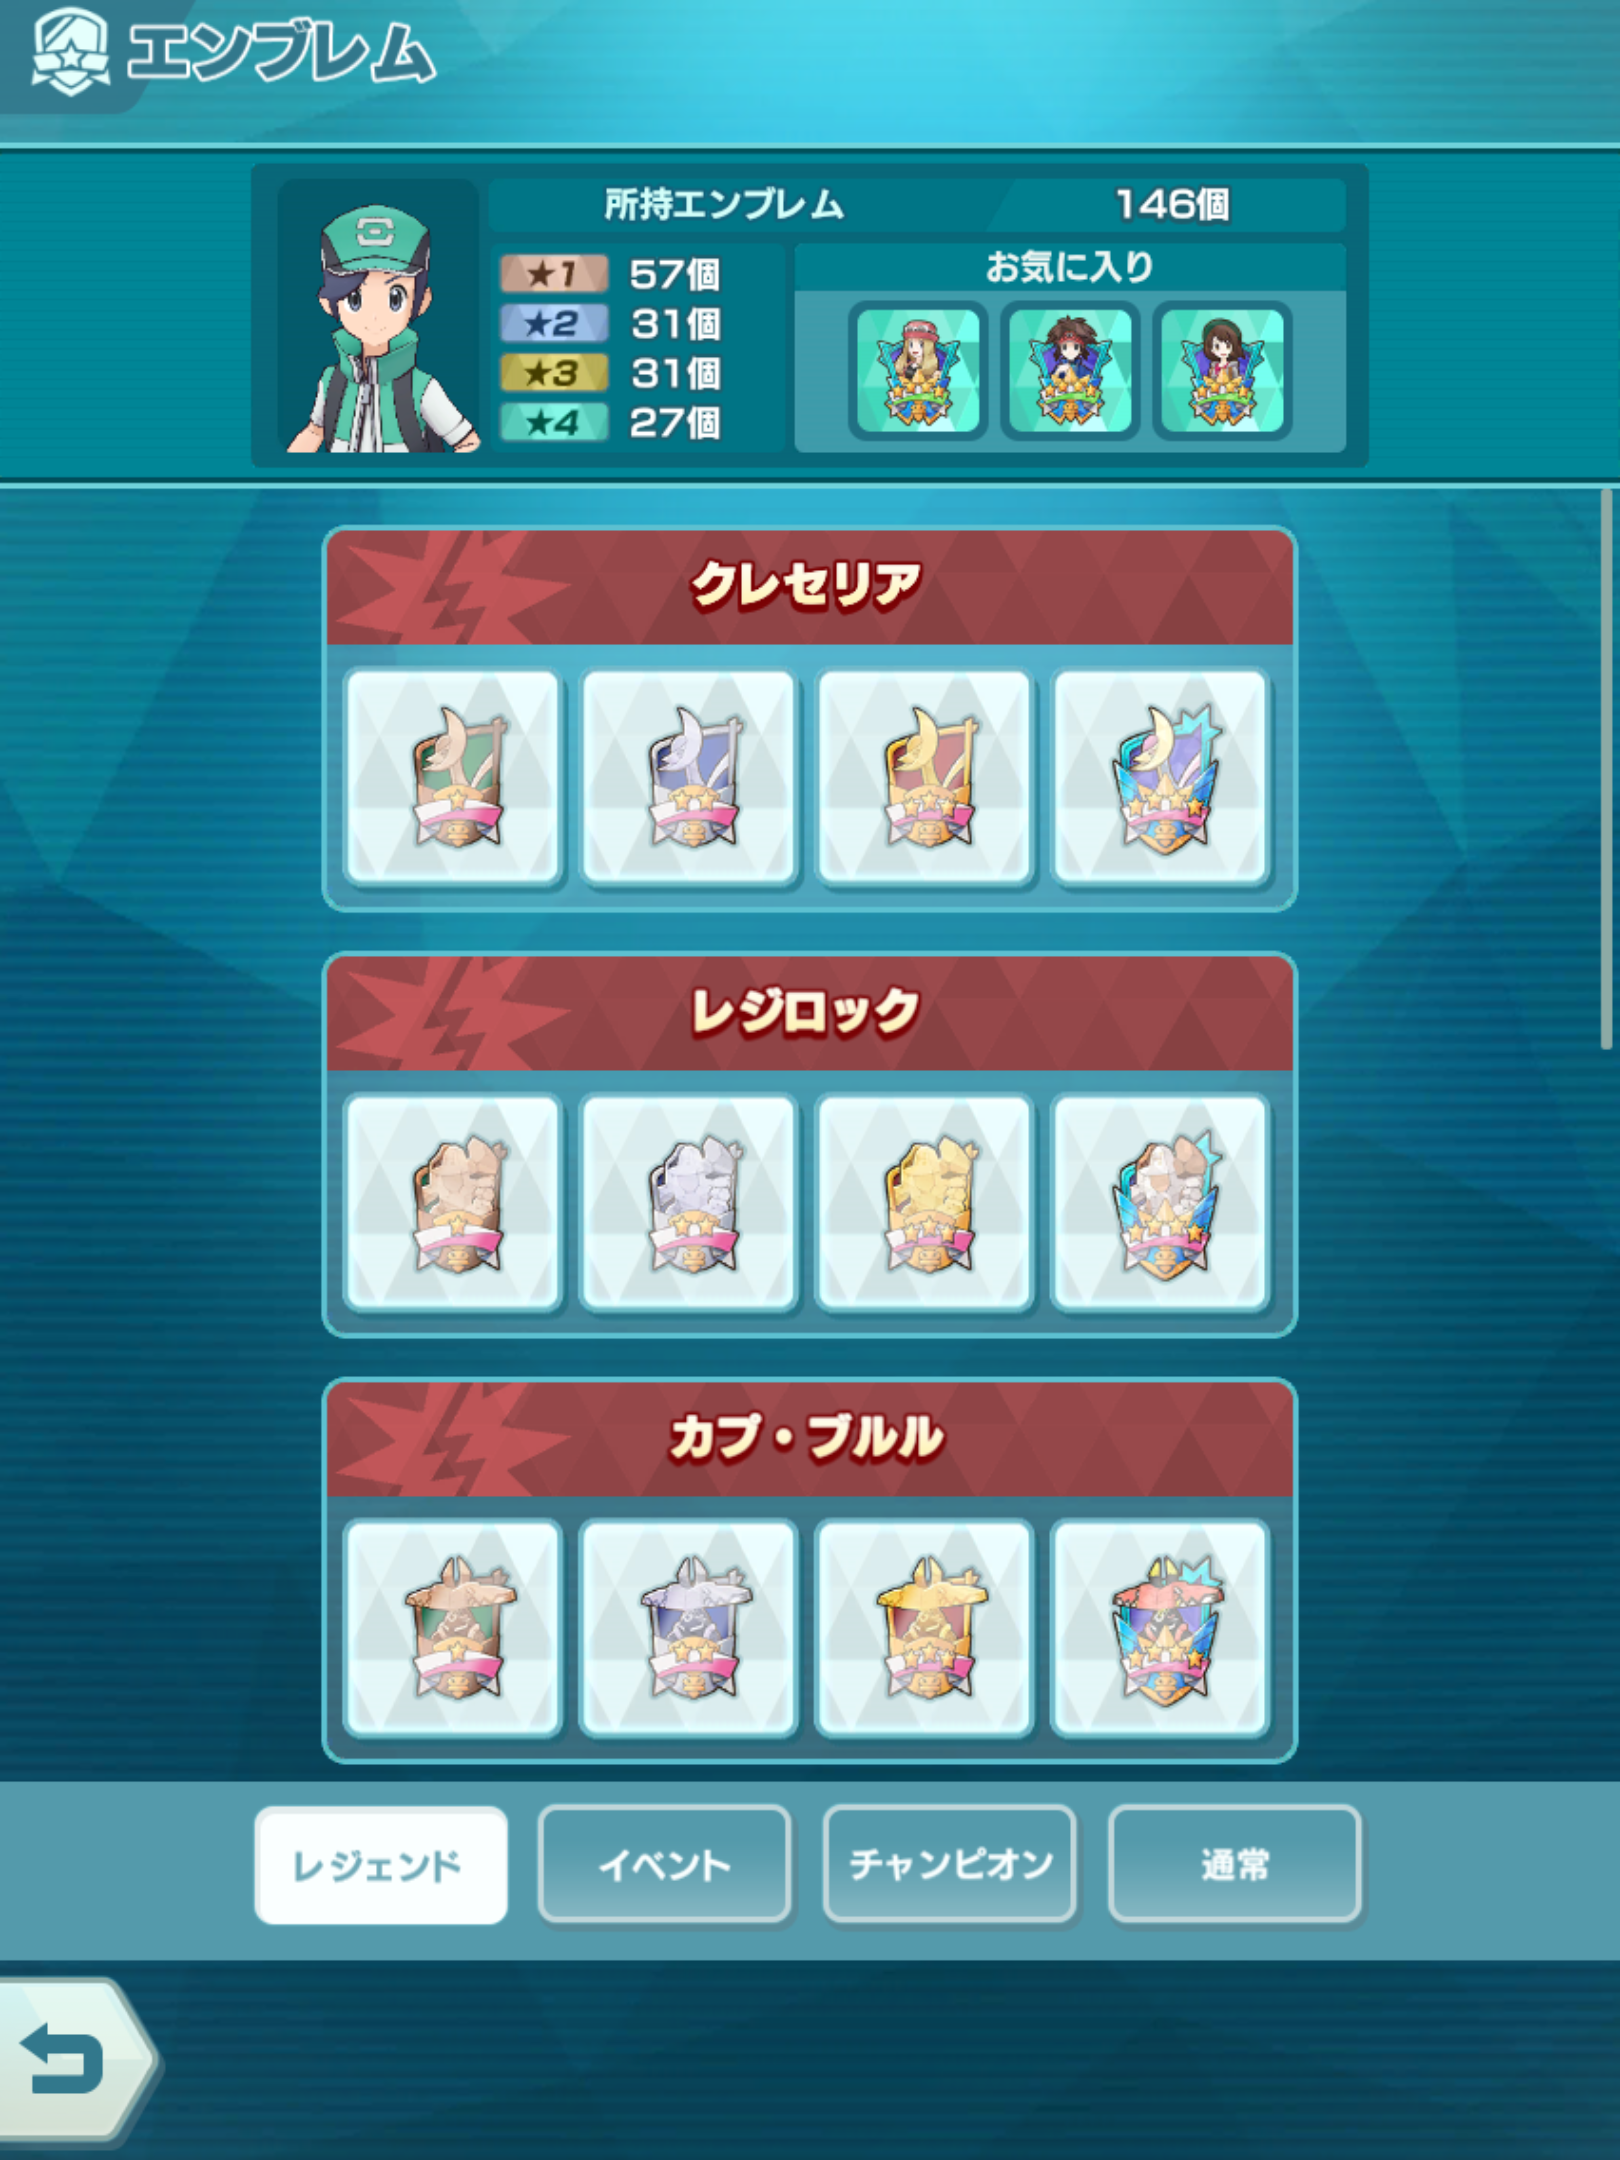 エンブレム
所持エンブレム 146個
★1 57個
★2 31個
★3 31個
★4 27個
お気に入り
クレセリア
レジロック
カプ・ブルル
レジェンド イベント チャンピオン 通常